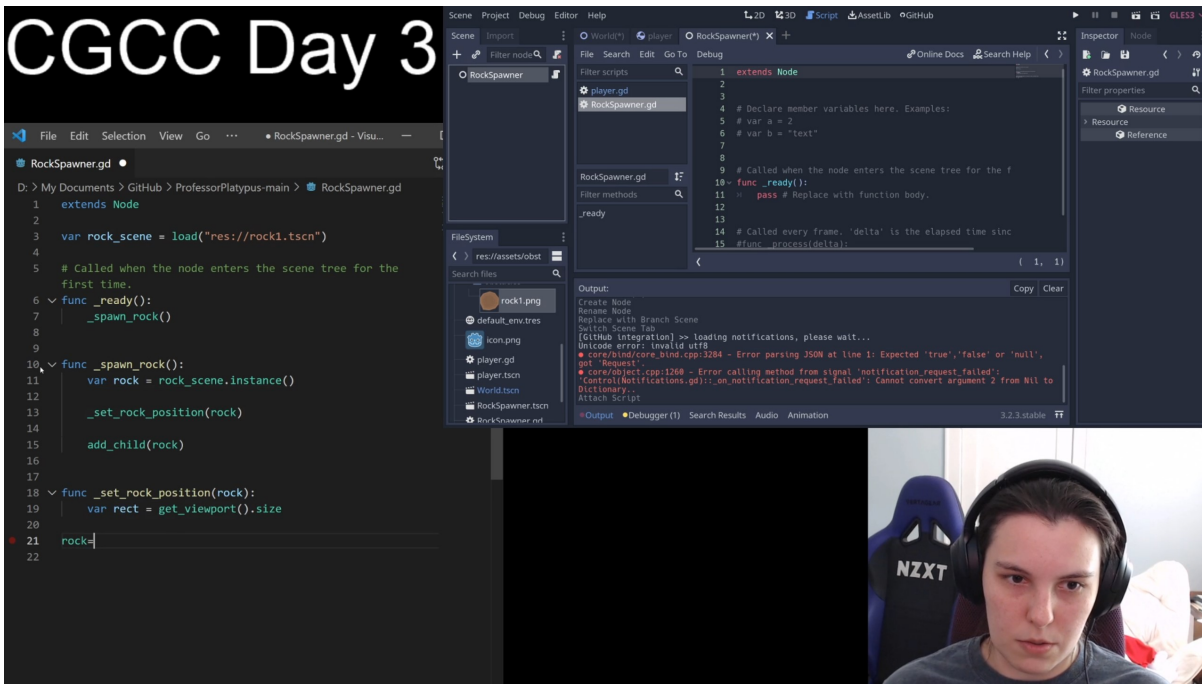 CGCC Day 3
File Edit Selection View Go ··· ● RockSpawner.gd - Visu...
RockSpawner.gd ●
D: > My Documents > GitHub > ProfessorPlatypus-main > RockSpawner.gd
1 extends Node
2
3 var rock_scene = load("res://rock1.tscn")
4
5 # Called when the node enters the scene tree for the
first time.
6 func _ready():
7 _spawn_rock()
8
9
10 func _spawn_rock():
11 var rock = rock_scene.instance()
12
13 _set_rock_position(rock)
14
15 add_child(rock)
16
17
18 func _set_rock_position(rock):
19 var rect = get_viewport().size
20
21 rock=
22
Scene Project Debug Editor Help
2D 3D Script AssetLib GitHub
GLES3
Scene Import
Filter node
RockSpawner
World(*) player RockSpawner(*) X +
File Search Edit Go To Debug
Online Docs Search Help
Filter scripts
player.gd
RockSpawner.gd
RockSpawner.gd
Filter methods
_ready
1 extends Node
2
3
4 # Declare member variables here. Examples:
5 # var a = 2
6 # var b = "text"
7
8
9 # Called when the node enters the scene tree for the f
10 func _ready():
11 pass # Replace with function body.
12
13
14 # Called every frame. 'delta' is the elapsed time sinc
15 #func _process(delta):
( 1, 1)
FileSystem
res://assets/obst
Search files
rock1.png
default_env.tres
icon.png
player.gd
player.tscn
World.tscn
RockSpawner.tscn
RockSpawner.gd
Output:
Copy Clear
Create Node
Rename Node
Replace with Branch Scene
Switch Scene Tab
[GitHub integration] >> loading notifications, please wait...
Unicode error: invalid utf8
● core/bind/core_bind.cpp:3284 - Error parsing JSON at line 1: Expected 'true','false' or 'null',
got 'Request'.
● core/object.cpp:1260 - Error calling method from signal 'notification_request_failed':
'Control(Notifications.gd)::_on_notification_request_failed': Cannot convert argument 2 from Nil to
Dictionary..
Attach Script
Output Debugger (1) Search Results Audio Animation
3.2.3.stable
Inspector Node
RockSpawner.gd
Filter properties
Resource
Resource
Reference
NZXT